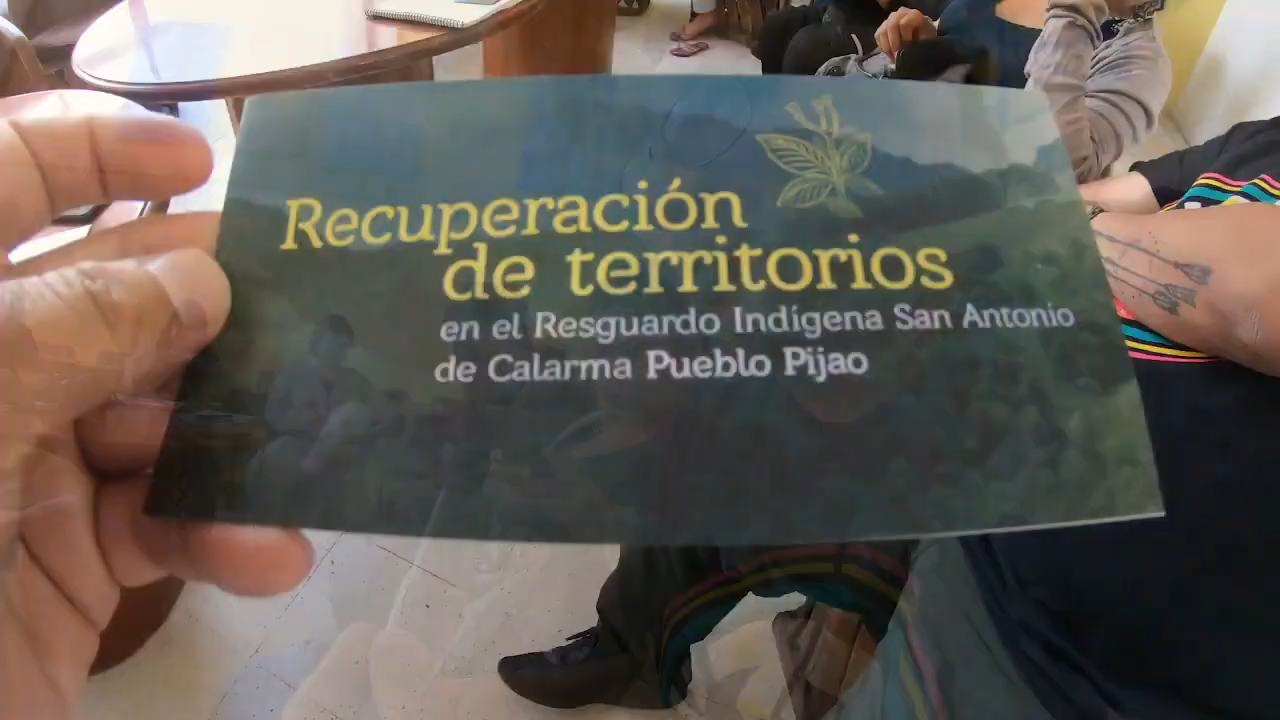 Recuperación
de territorios
en el Resguardo Indígena San Antonio
de Calarma Pueblo Pijao